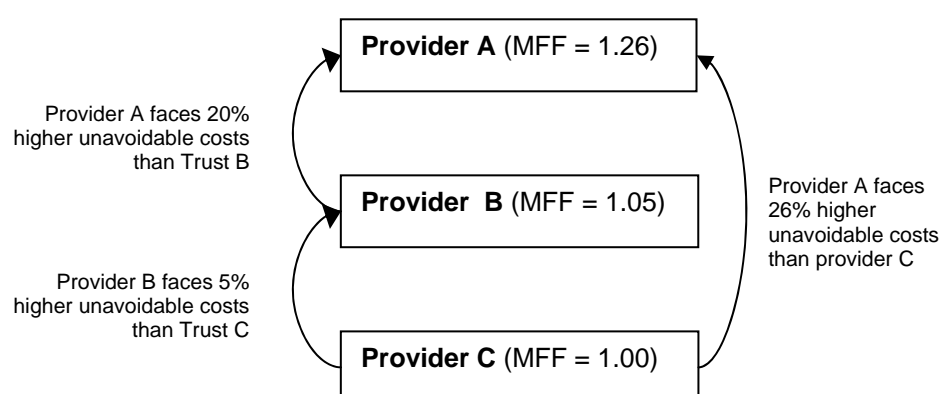 Provider A (MFF = 1.26)
Provider A faces 20%
higher unavoidable costs
than Trust B
Provider B (MFF = 1.05)
Provider A faces
26% higher
unavoidable costs
than provider C
Provider B faces 5%
higher unavoidable costs
than Trust C
Provider C (MFF = 1.00)